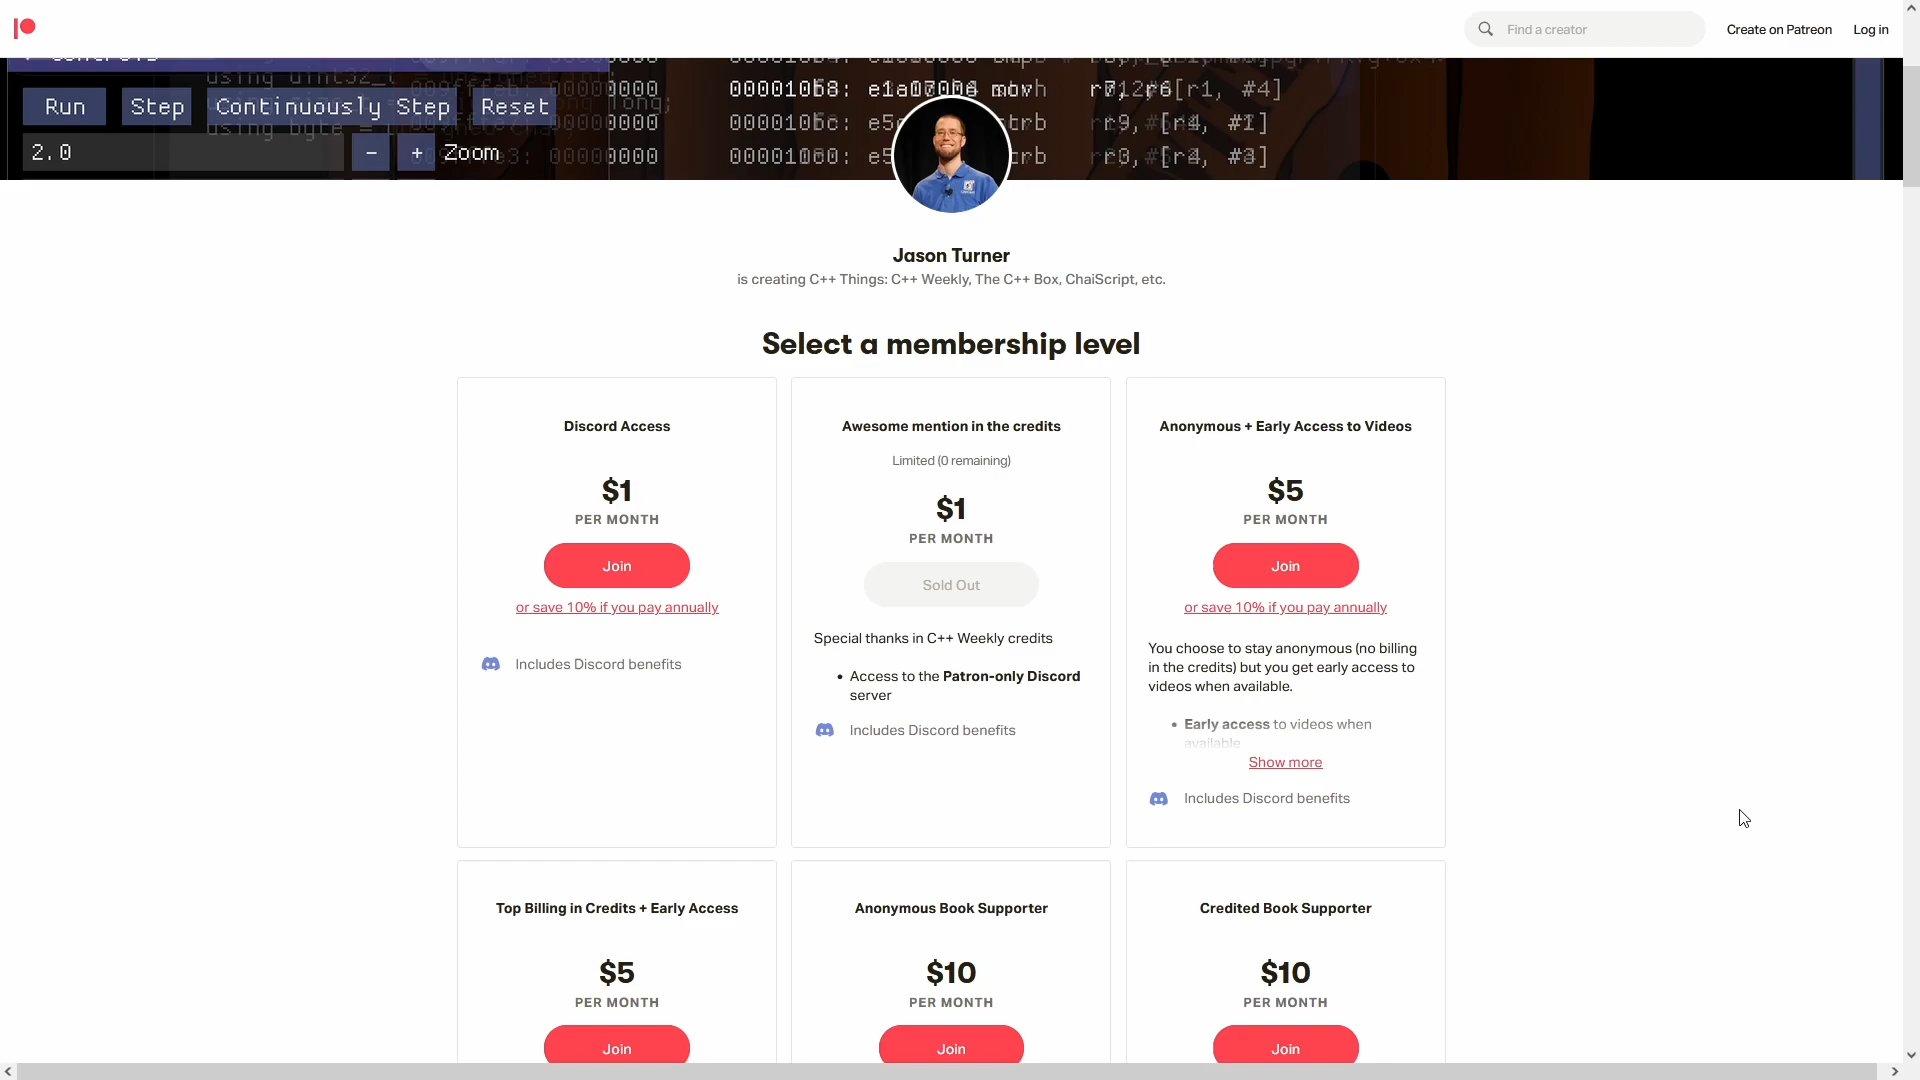 Find a creator
Create on Patreon
Log in
Run
Step
Continuously Step
Reset
2.0
-
+
Zoom
Jason Turner
is creating C++ Things: C++ Weekly, The C++ Box, ChaiScript, etc.
Select a membership level
Discord Access
$1
PER MONTH
Join
or save 10% if you pay annually
Includes Discord benefits
Awesome mention in the credits
Limited (0 remaining)
$1
PER MONTH
Sold Out
Special thanks in C++ Weekly credits
• Access to the Patron-only Discord
server
Includes Discord benefits
Anonymous + Early Access to Videos
$5
PER MONTH
Join
or save 10% if you pay annually
You choose to stay anonymous (no billing
in the credits) but you get early access to
videos when available.
• Early access to videos when
available
Show more
Includes Discord benefits
Top Billing in Credits + Early Access
$5
PER MONTH
Join
Anonymous Book Supporter
$10
PER MONTH
Join
Credited Book Supporter
$10
PER MONTH
Join